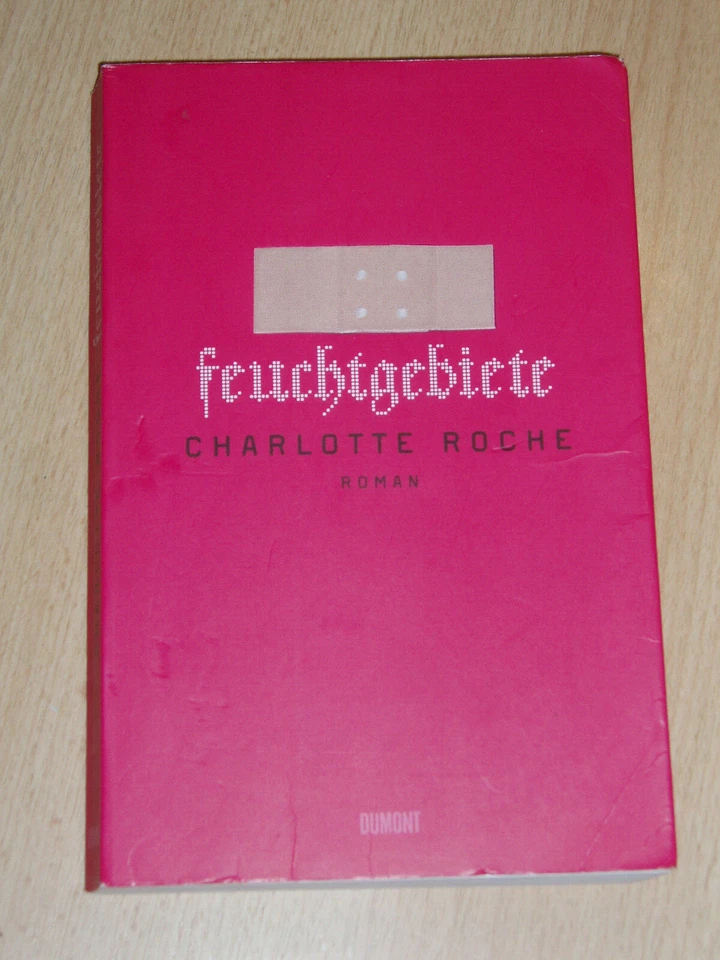 feuchtgebiete
CHARLOTTE ROCHE
ROMAN
DUMONT